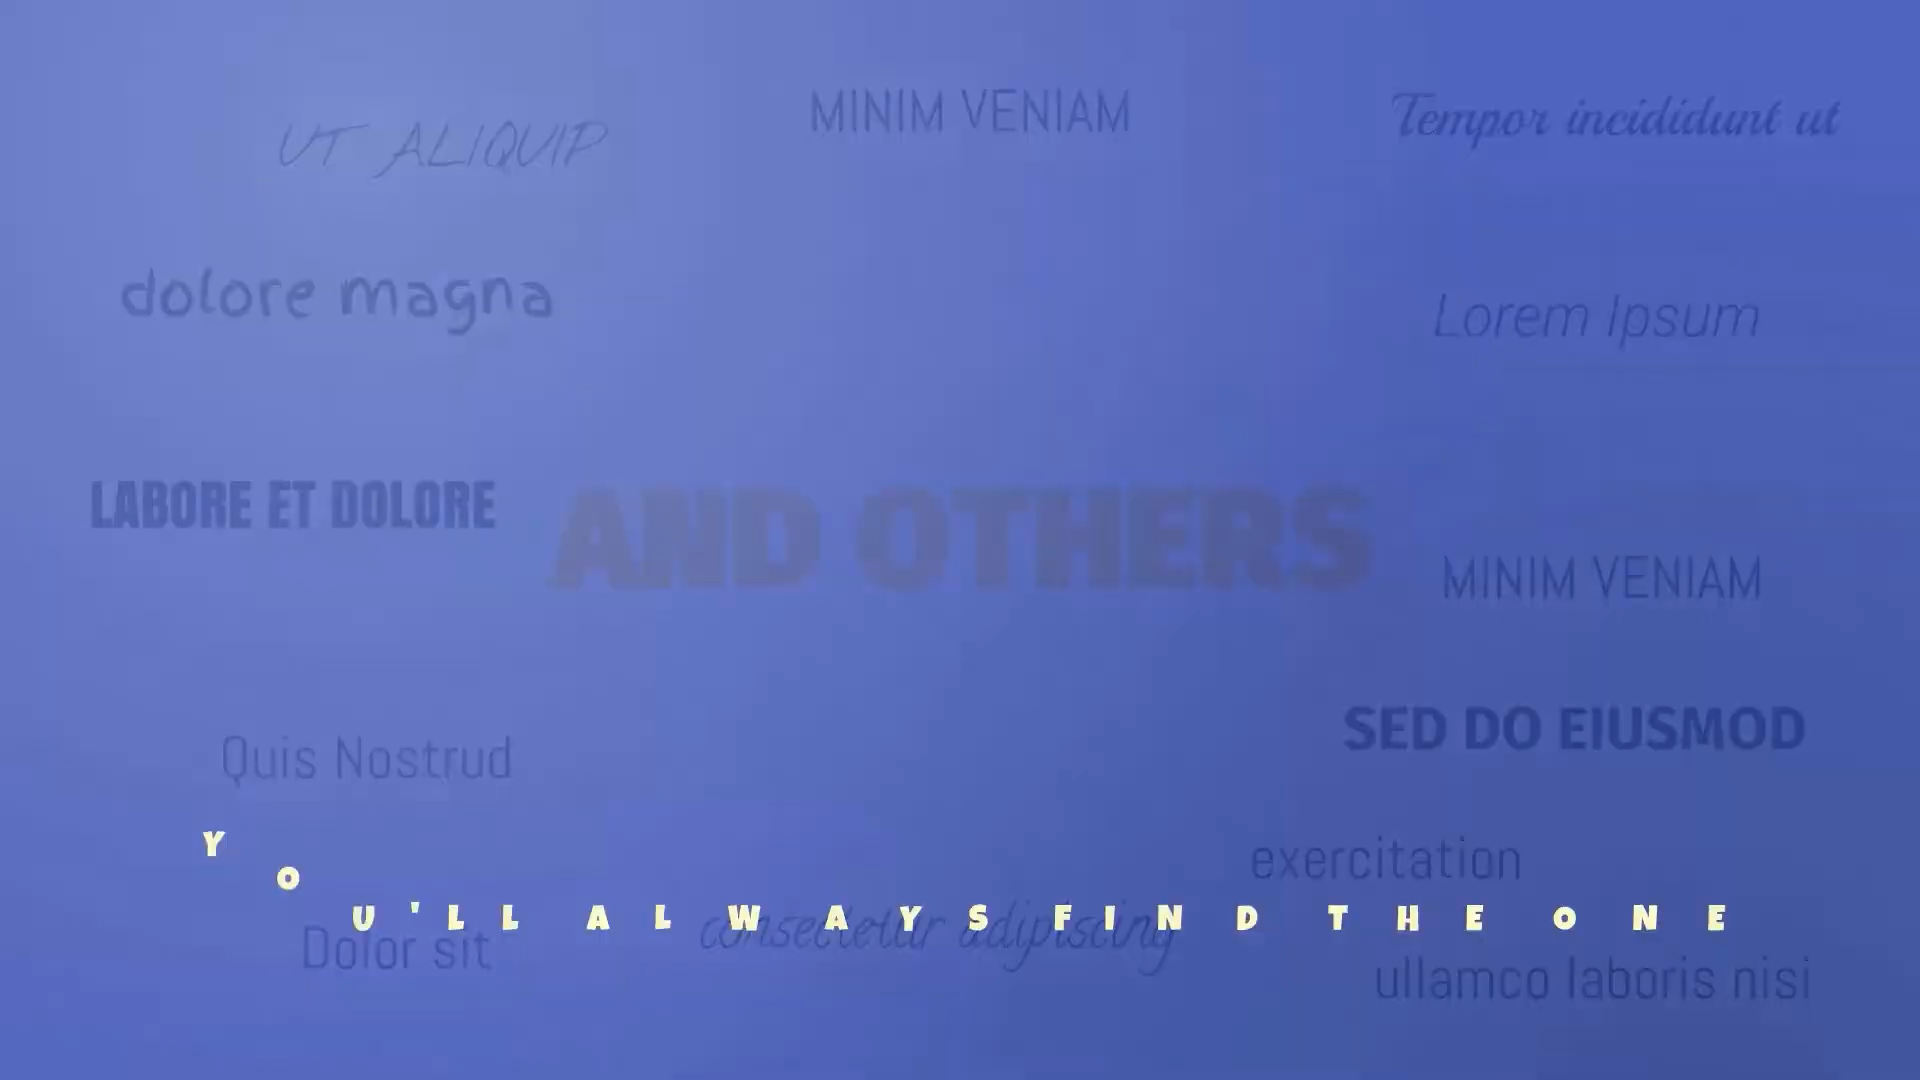 MINIM VENIAM
Tempor incididunt ut
UT ALIQUIP
dolore magna
Lorem Ipsum
LABORE ET DOLORE
AND OTHERS
MINIM VENIAM
SED DO EIUSMOD
Quis Nostrud
exercitation
YOU'LL ALWAYS FIND THE ONE
consectetur adipiscing
Dolor sit
ullamco laboris nisi